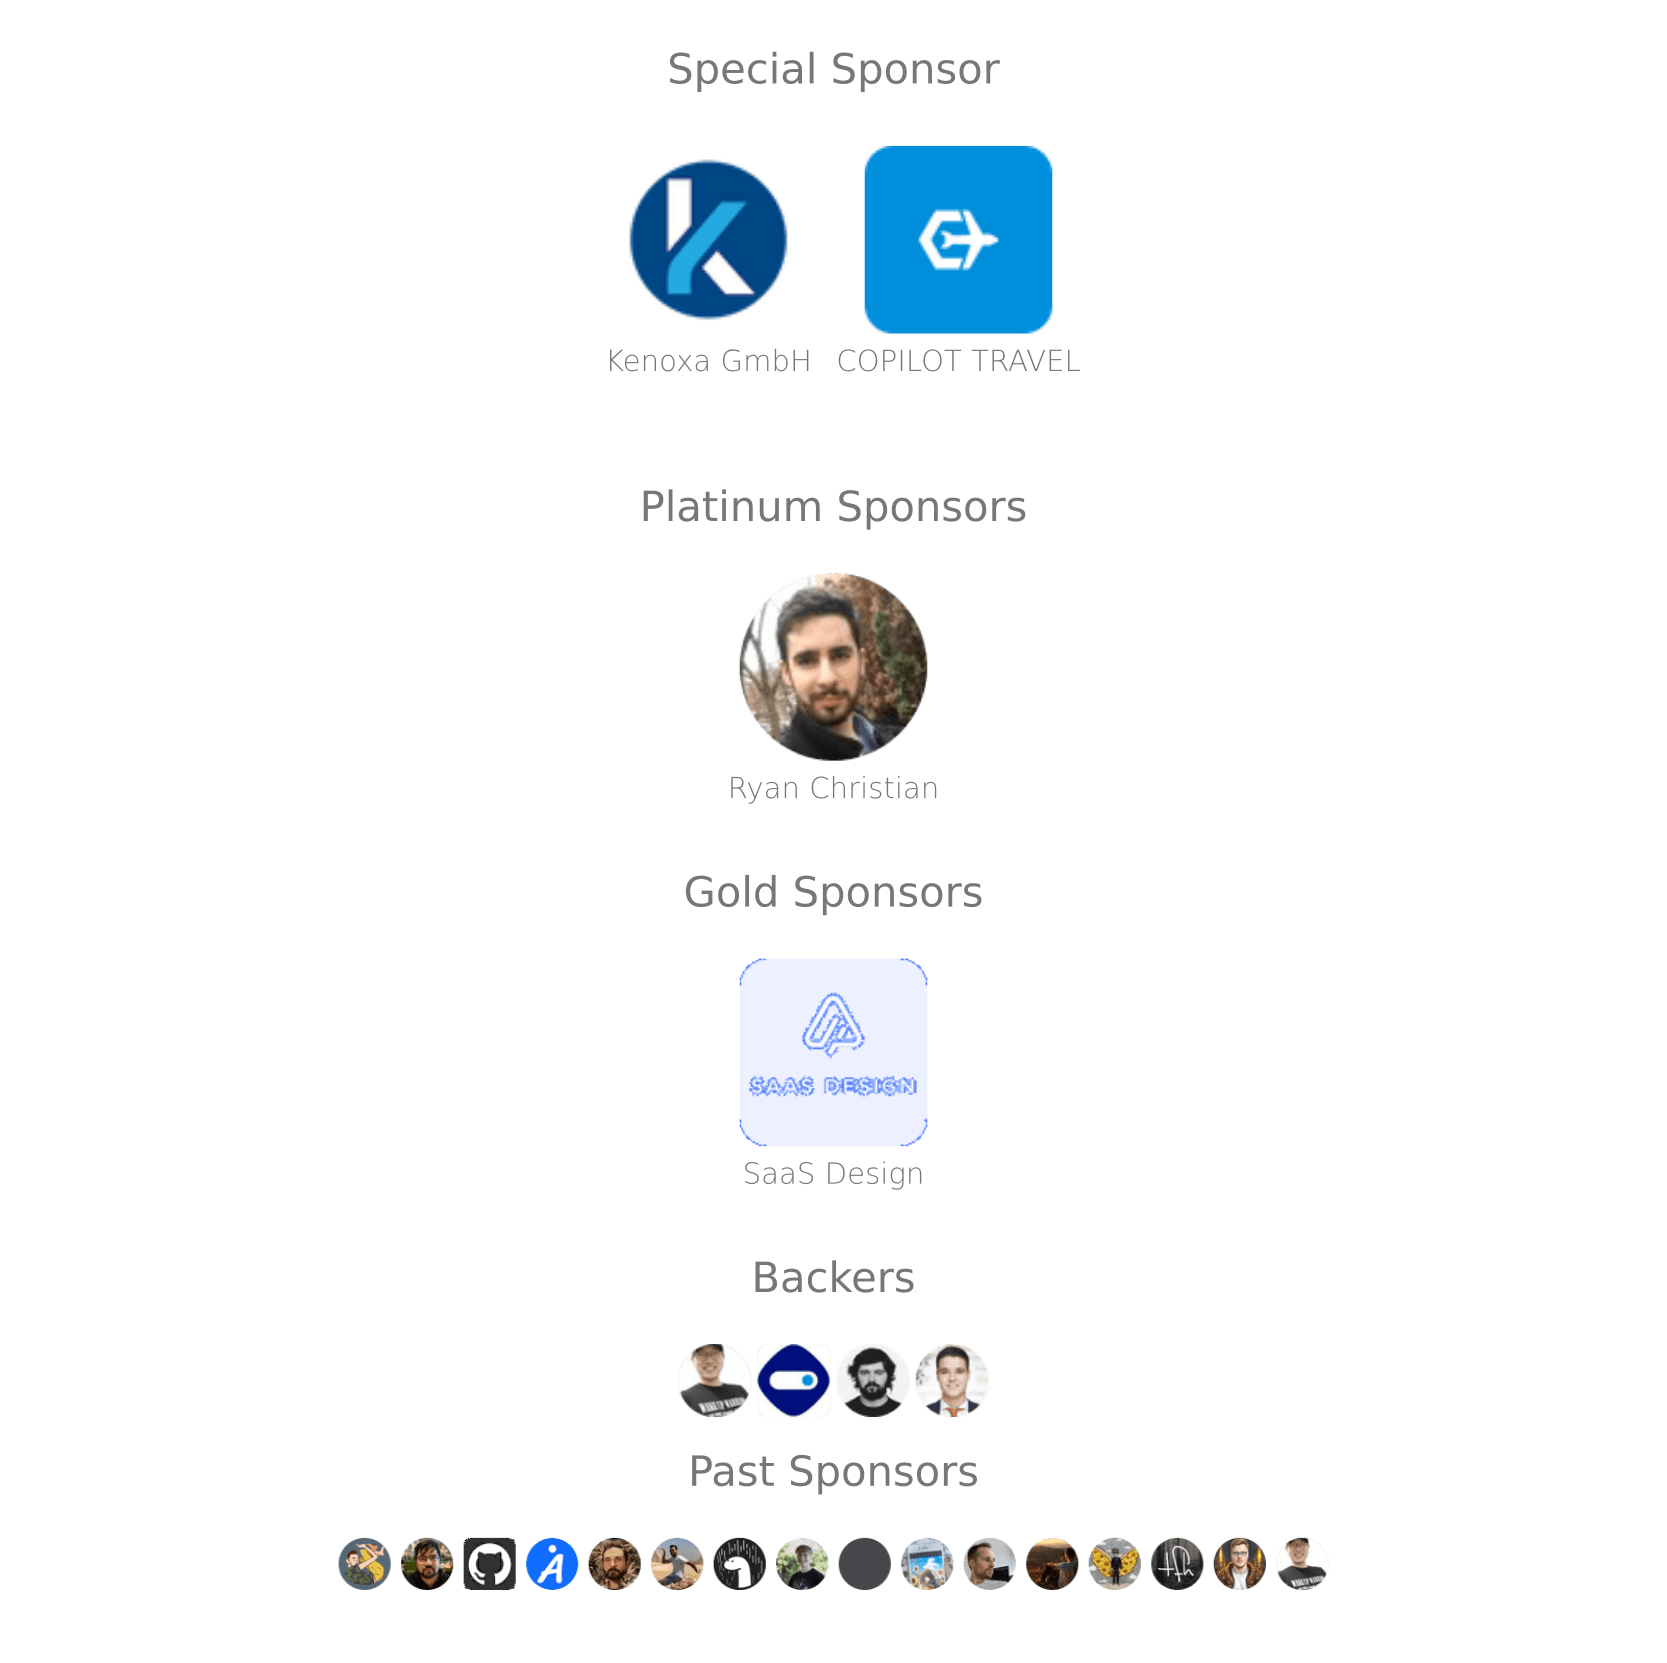 Special Sponsor
Kenoxa GmbH COPILOT TRAVEL
Platinum Sponsors
Ryan Christian
Gold Sponsors
SAAS DESIGN
SaaS Design
Backers
Past Sponsors